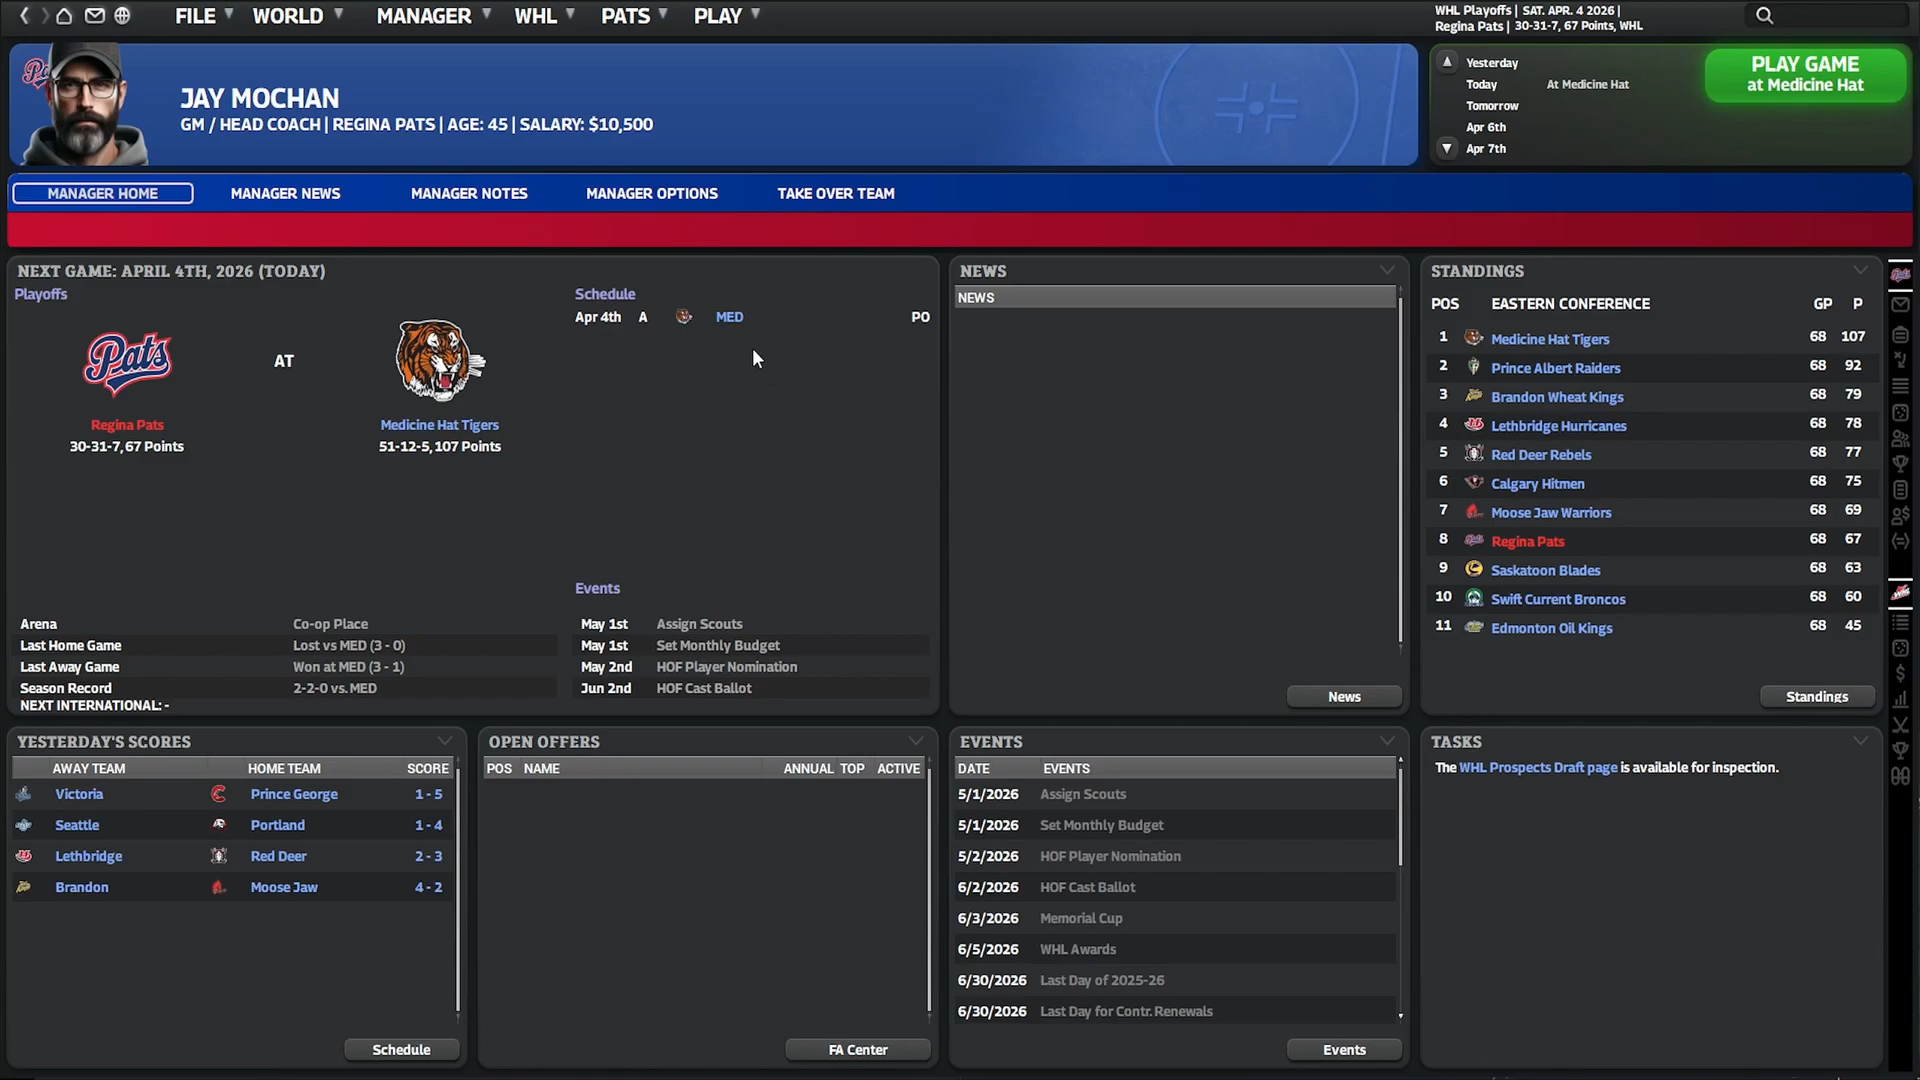 FILE WORLD MANAGER WHL PATS PLAY
WHL Playoffs | SAT. APR. 4 2026 |
Regina Pats | 30-31-7, 67 Points, WHL
JAY MOCHAN
GM / HEAD COACH | REGINA PATS | AGE: 45 | SALARY: $10,500
Yesterday
Today At Medicine Hat
Tomorrow
Apr 6th
Apr 7th
PLAY GAME
at Medicine Hat
MANAGER HOME MANAGER NEWS MANAGER NOTES MANAGER OPTIONS TAKE OVER TEAM
NEXT GAME: APRIL 4TH, 2026 (TODAY)
Playoffs
Pats
AT
Regina Pats
30-31-7, 67 Points
Medicine Hat Tigers
51-12-5, 107 Points
Schedule
Apr 4th A MED PO
Events
Arena Co-op Place
Last Home Game Lost vs MED (3 - 0)
Last Away Game Won at MED (3 - 1)
Season Record 2-2-0 vs. MED
NEXT INTERNATIONAL: -
May 1st Assign Scouts
May 1st Set Monthly Budget
May 2nd HOF Player Nomination
Jun 2nd HOF Cast Ballot
NEWS
NEWS
News
STANDINGS
POS EASTERN CONFERENCE GP P
1 Medicine Hat Tigers 68 107
2 Prince Albert Raiders 68 92
3 Brandon Wheat Kings 68 79
4 Lethbridge Hurricanes 68 78
5 Red Deer Rebels 68 77
6 Calgary Hitmen 68 75
7 Moose Jaw Warriors 68 69
8 Regina Pats 68 67
9 Saskatoon Blades 68 63
10 Swift Current Broncos 68 60
11 Edmonton Oil Kings 68 45
Standings
YESTERDAY'S SCORES
AWAY TEAM HOME TEAM SCORE
Victoria Prince George 1 - 5
Seattle Portland 1 - 4
Lethbridge Red Deer 2 - 3
Brandon Moose Jaw 4 - 2
Schedule
OPEN OFFERS
POS NAME ANNUAL TOP ACTIVE
FA Center
EVENTS
DATE EVENTS
5/1/2026 Assign Scouts
5/1/2026 Set Monthly Budget
5/2/2026 HOF Player Nomination
6/2/2026 HOF Cast Ballot
6/3/2026 Memorial Cup
6/5/2026 WHL Awards
6/30/2026 Last Day of 2025-26
6/30/2026 Last Day for Contr. Renewals
Events
TASKS
The WHL Prospects Draft page is available for inspection.